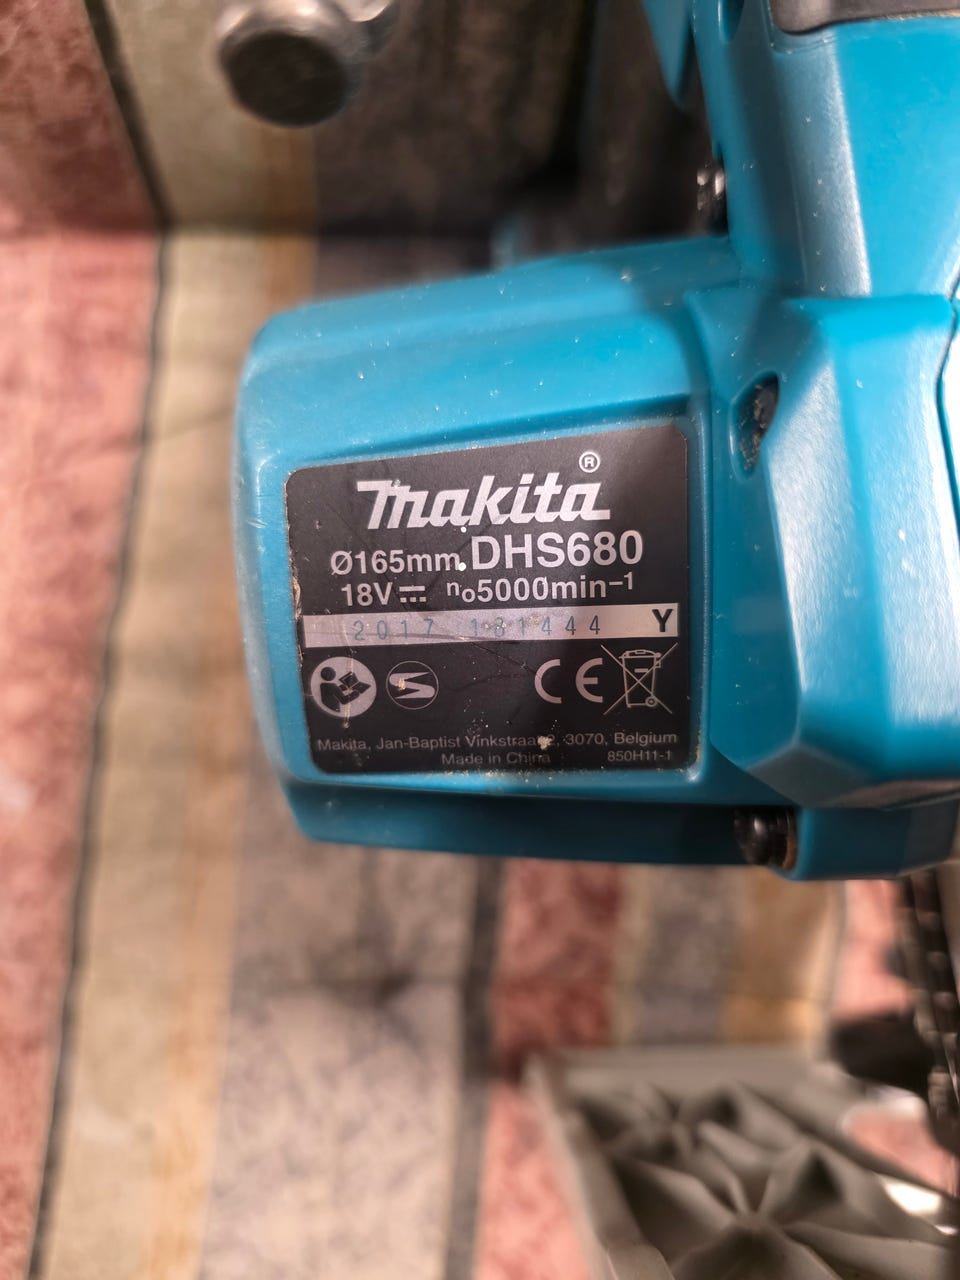 Makita®
Ø165mm DHS680
18V n₀5000min⁻¹
2017 181444 Y
CE
Makita, Jan-Baptist Vinkstraat 2, 3070, Belgium
Made in China 850H11-1